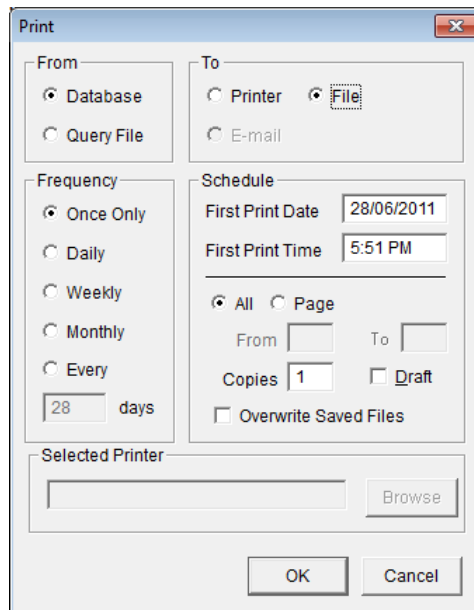 Print
From
Database
Query File
To
Printer File
E-mail
Frequency
Once Only
Daily
Weekly
Monthly
Every
28 days
Schedule
First Print Date 28/06/2011
First Print Time 5:51 PM
All Page
From To
Copies 1 Draft
Overwrite Saved Files
Selected Printer
Browse
OK Cancel